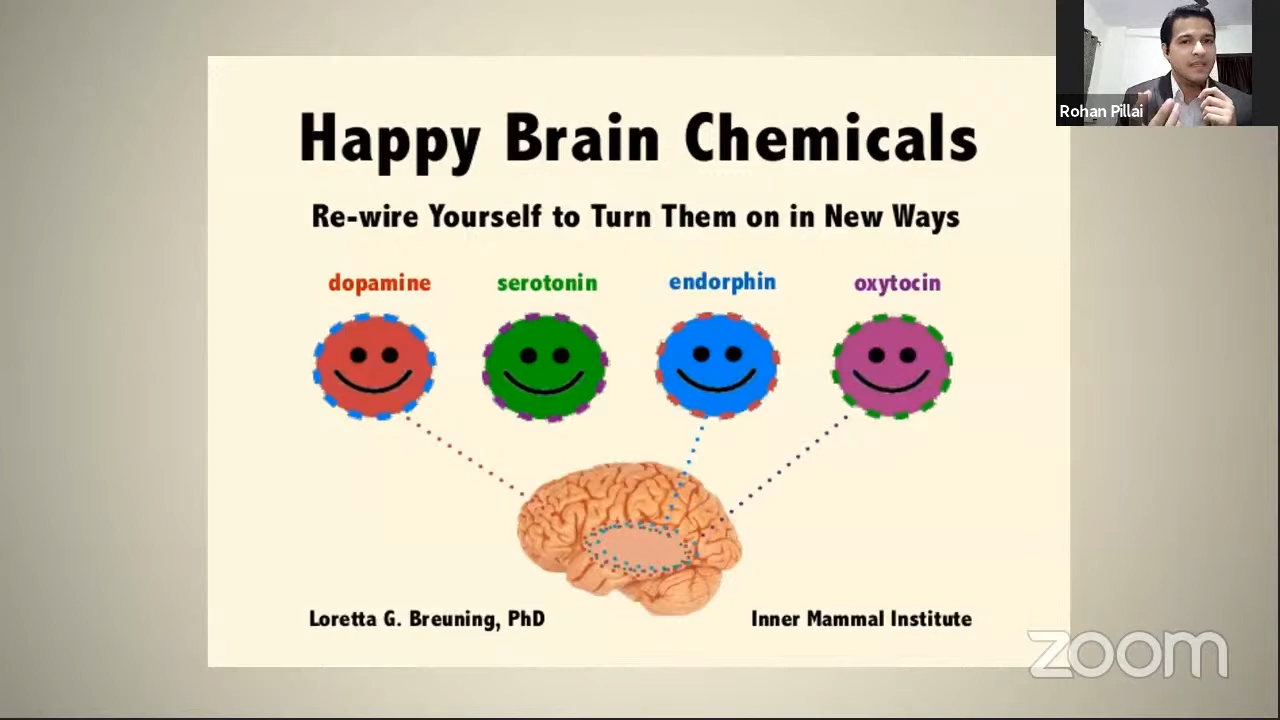 Happy Brain Chemicals
Re-wire Yourself to Turn Them on in New Ways
dopamine serotonin endorphin oxytocin
Loretta G. Breuning, PhD Inner Mammal Institute
Rohan Pillai
zoom